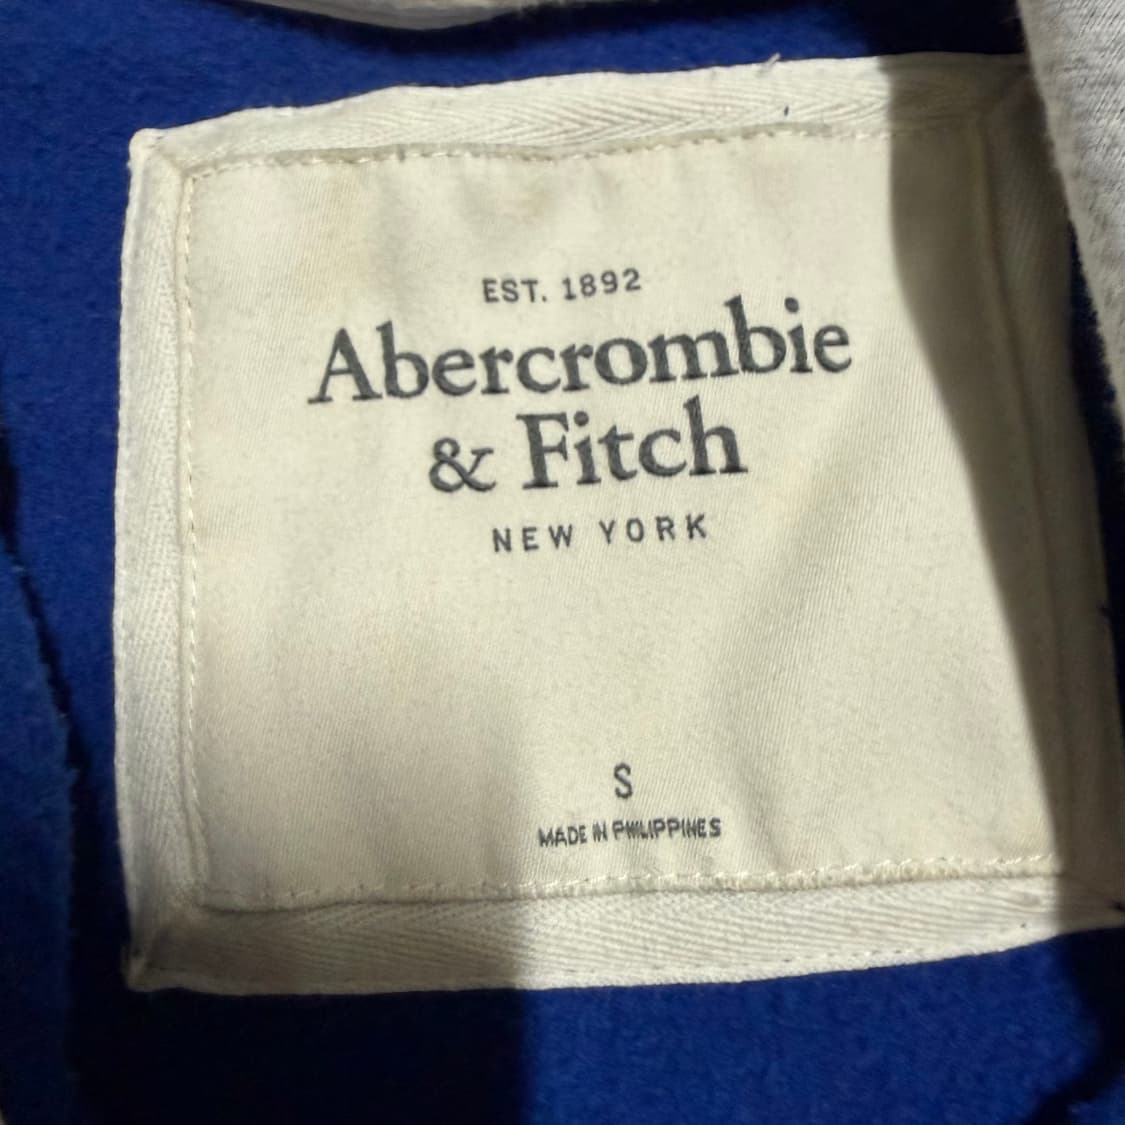 EST. 1892
Abercrombie
& Fitch
NEW YORK
S
MADE IN PHILIPPINES